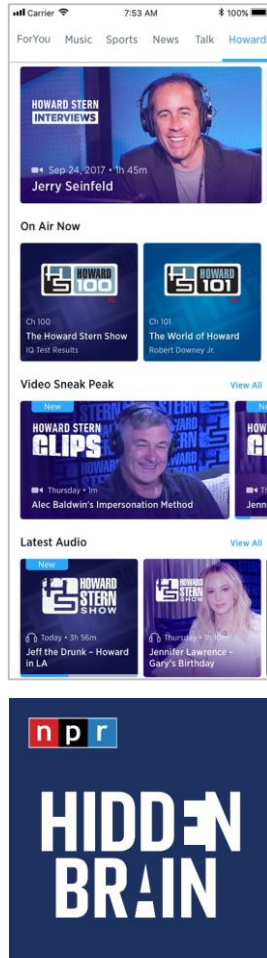 Carrier 7:53 AM 100%
ForYou Music Sports News Talk Howard
HOWARD STERN
INTERVIEWS
Sep 24, 2017 • 1h 45m
Jerry Seinfeld
On Air Now
HOWARD
100
HOWARD
101
Ch 100
The Howard Stern Show
IQ Test Results
Ch 101
The World of Howard
Robert Downey Jr.
Video Sneak Peak
View All
New
HOWARD STERN
CLIPS
Thursday • 1m
Alec Baldwin's Impersonation Method
Latest Audio
View All
New
HOWARD
STERN
SHOW
HOWARD
STERN
SHOW
Today • 3h 56m
Jeff the Drunk – Howard
in LA
Jennifer Lawrence –
Gary's Birthday
npr
HIDDEN
BRAIN